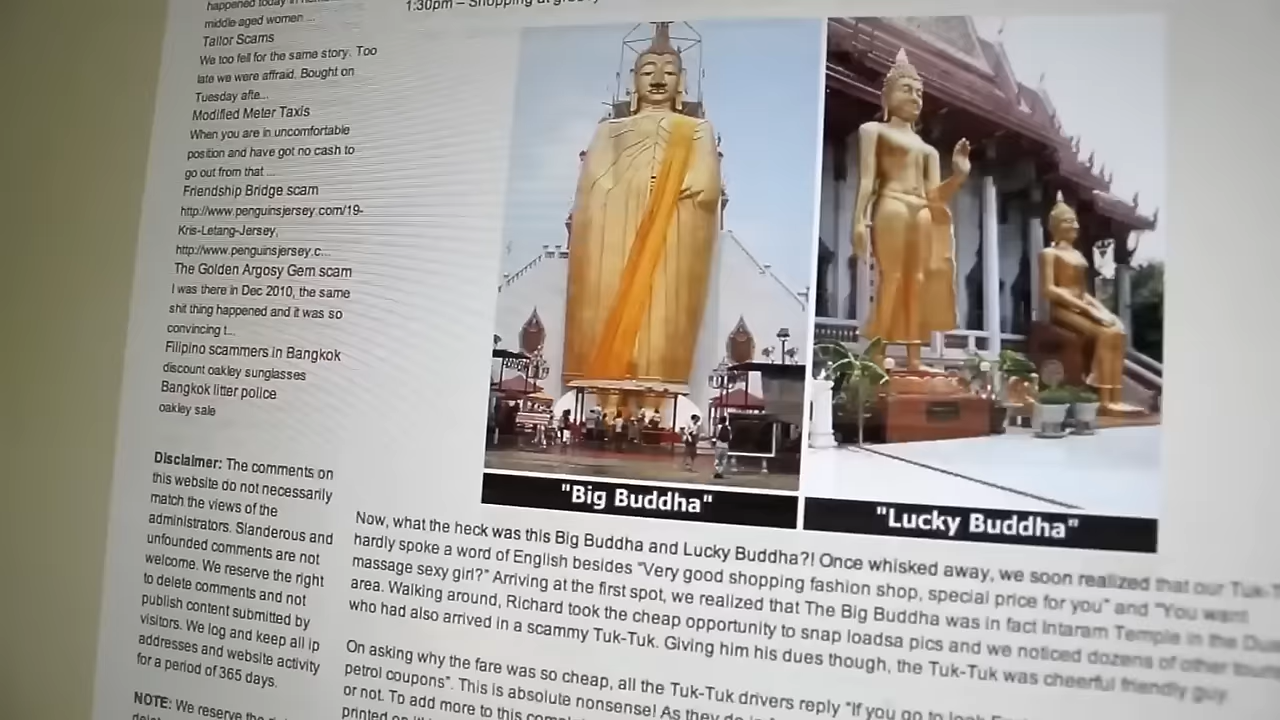 happened today in
middle aged women ...
Tailor Scams
We too fell for the same story. Too
late we were affraid. Bought on
Tuesday afte...
Modified Meter Taxis
When you are in uncomfortable
position and have got no cash to
go out from that ...
Friendship Bridge scam
http://www.penguinsjersey.com/19-
Kris-Letang-Jersey,
http://www.penguinsjersey.c...
The Golden Argosy Gem scam
I was there in Dec 2010, the same
shit thing happened and it was so
convincing t...
Filipino scammers in Bangkok
discount oakley sunglasses
Bangkok litter police
oakley sale
Disclaimer: The comments on
this website do not necessarily
match the views of the
administrators. Slanderous and
unfounded comments are not
welcome. We reserve the right
to delete comments and not
publish content submitted by
visitors. We log and keep all ip
addresses and website activity
for a period of 365 days.
NOTE: We reserve the
1:30pm – Shopping at
"Big Buddha"
"Lucky Buddha"
Now, what the heck was this Big Buddha and Lucky Buddha?! Once whisked away, we soon realized that our Tuk-T
hardly spoke a word of English besides "Very good shopping fashion shop, special price for you" and "You want
massage sexy girl?" Arriving at the first spot, we realized that The Big Buddha was in fact Intaram Temple in the Du
area. Walking around, Richard took the cheap opportunity to snap loadsa pics and we noticed dozens of other
who had also arrived in a scammy Tuk-Tuk. Giving him his dues though, the Tuk-Tuk was cheerful friendly guy
On asking why the fare was so cheap, all the Tuk-Tuk drivers reply "If you go to look
petrol coupons". This is absolute nonsense! As they do
or not. To add more to this
printed on